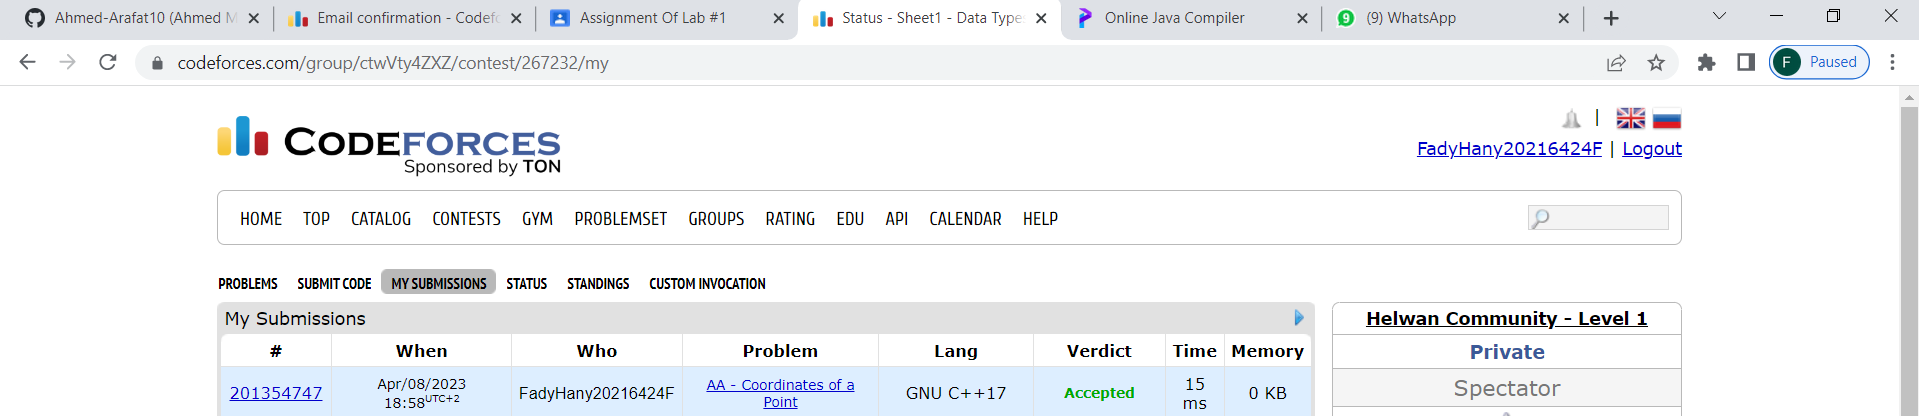 Ahmed-Arafat10 (Ahmed M
Email confirmation - Codefo
Assignment Of Lab #1
Status - Sheet1 - Data Type
Online Java Compiler
(9) WhatsApp
codeforces.com/group/ctwVty4ZXZ/contest/267232/my
F Paused
CODEFORCES
Sponsored by TON
FadyHany20216424F | Logout
HOME TOP CATALOG CONTESTS GYM PROBLEMSET GROUPS RATING EDU API CALENDAR HELP
PROBLEMS SUBMIT CODE MY SUBMISSIONS STATUS STANDINGS CUSTOM INVOCATION
My Submissions
# When Who Problem Lang Verdict Time Memory
201354747 Apr/08/2023 18:58UTC+2 FadyHany20216424F AA - Coordinates of a Point GNU C++17 Accepted 15 ms 0 KB
Helwan Community - Level 1
Private
Spectator